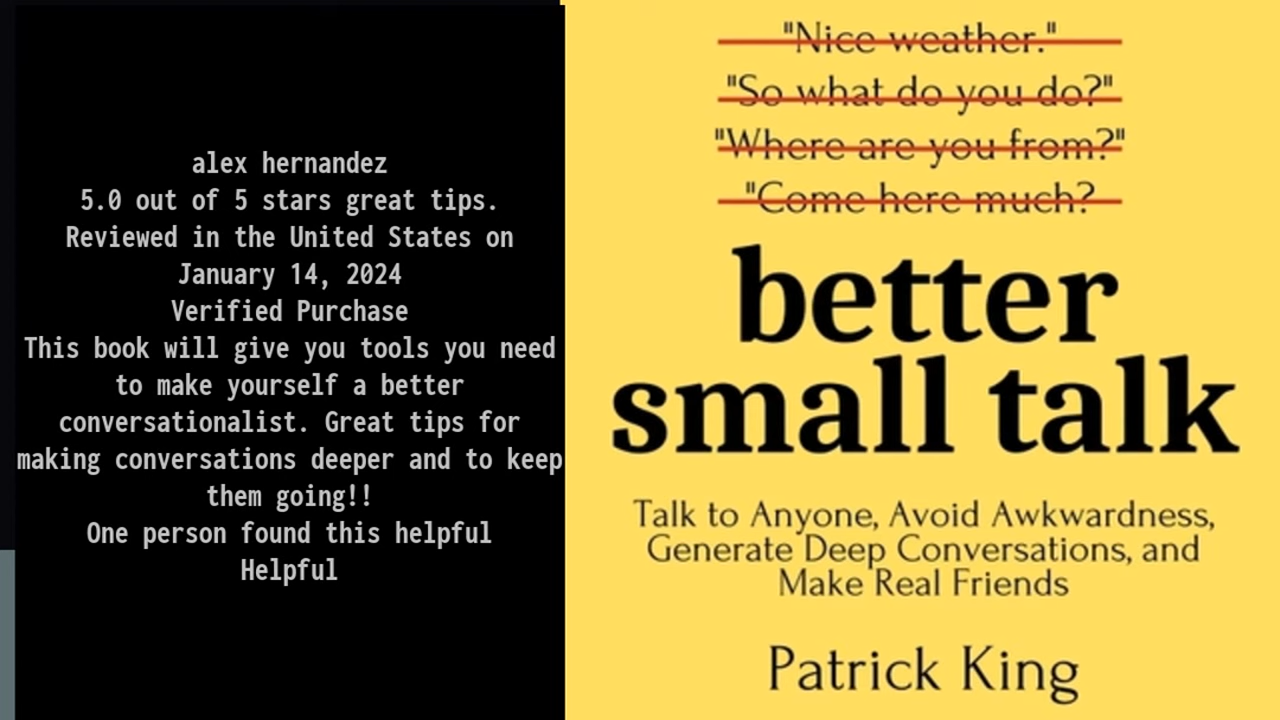 alex hernandez
5.0 out of 5 stars great tips.
Reviewed in the United States on
January 14, 2024
Verified Purchase
This book will give you tools you need
to make yourself a better
conversationalist. Great tips for
making conversations deeper and to keep
them going!!
One person found this helpful
Helpful
"Nice weather."
"So what do you do?"
"Where are you from?"
"Come here much?
better
small talk
Talk to Anyone, Avoid Awkwardness,
Generate Deep Conversations, and
Make Real Friends
Patrick King